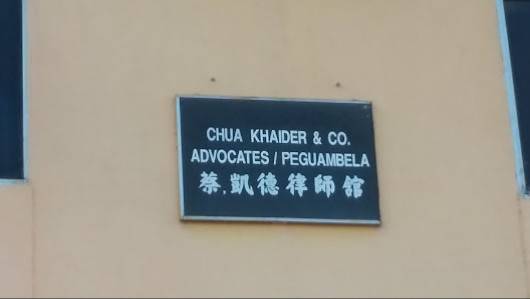 CHUA KHAIDER & CO.
ADVOCATES / PEGUAMBELA
蔡,凱德律師館